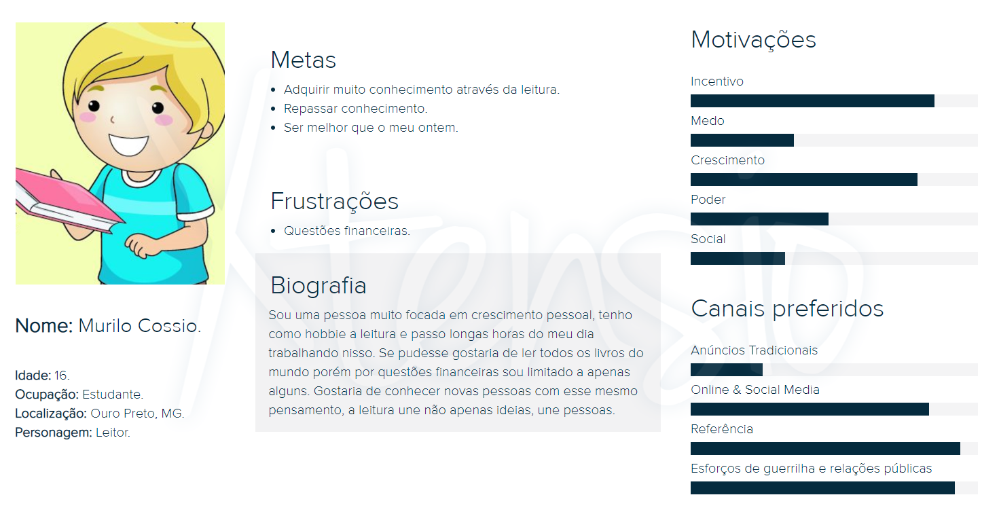 Nome: Murilo Cossio.
Idade: 16.
Ocupação: Estudante.
Localização: Ouro Preto, MG.
Personagem: Leitor.
Metas
• Adquirir muito conhecimento através da leitura.
• Repassar conhecimento.
• Ser melhor que o meu ontem.
Frustrações
• Questões financeiras.
Biografia
Sou uma pessoa muito focada em crescimento pessoal, tenho
como hobbie a leitura e passo longas horas do meu dia
trabalhando nisso. Se pudesse gostaria de ler todos os livros do
mundo porém por questões financeiras sou limitado a apenas
alguns. Gostaria de conhecer novas pessoas com esse mesmo
pensamento, a leitura une não apenas ideias, une pessoas.
Motivações
Incentivo
Medo
Crescimento
Poder
Social
Canais preferidos
Anúncios Tradicionais
Online & Social Media
Referência
Esforços de guerrilha e relações públicas
Xtensio